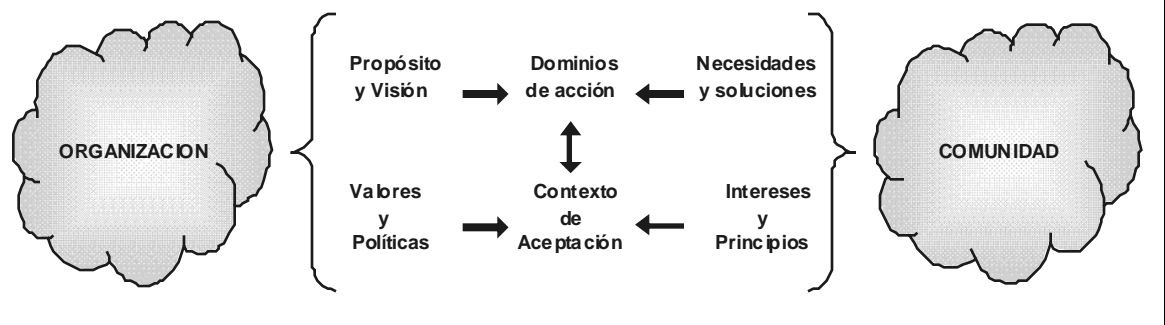 ORGANIZACION
Propósito
y Visión
Dominios
de acción
Necesidades
y soluciones
Valores
y
Políticas
Contexto
de
Aceptación
Intereses
y
Principios
COMUNIDAD